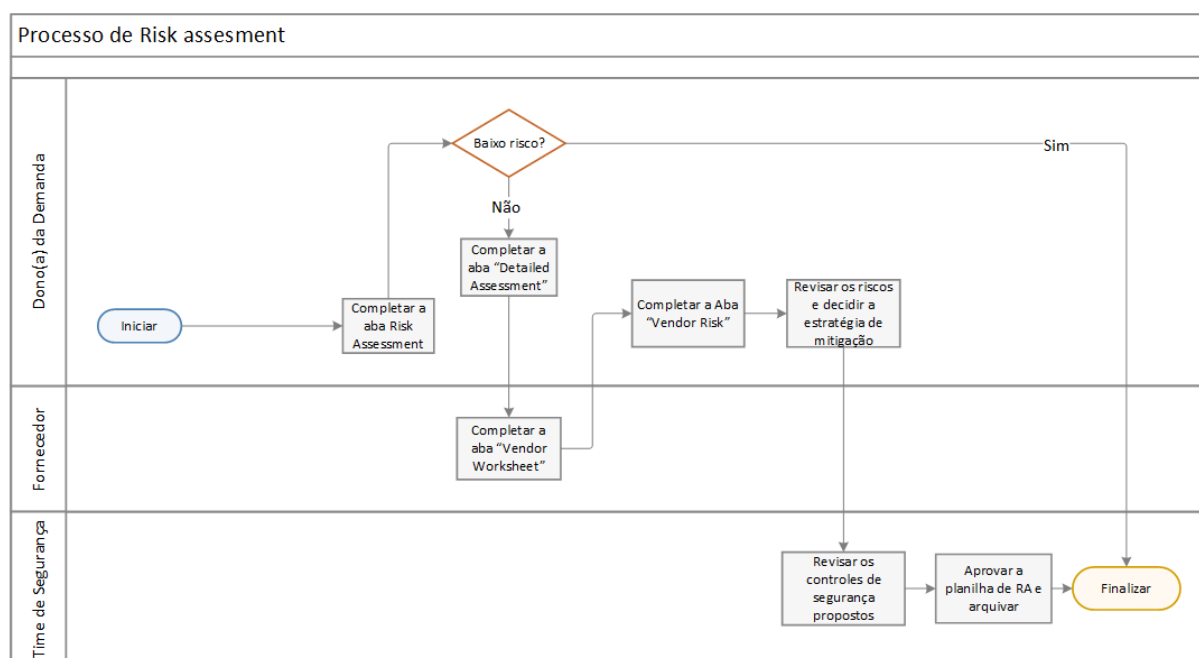 Processo de Risk assesment
Dono(a) da Demanda
Baixo risco?
Sim
Não
Completar a
aba “Detailed
Assessment”
Iniciar
Completar a
aba Risk
Assessment
Completar a Aba
“Vendor Risk”
Revisar os riscos
e decidir a
estratégia de
mitigação
Fornecedor
Completar a
aba “Vendor
Worksheet”
Time de Segurança
Revisar os
controles de
segurança
propostos
Aprovar a
planilha de RA e
arquivar
Finalizar